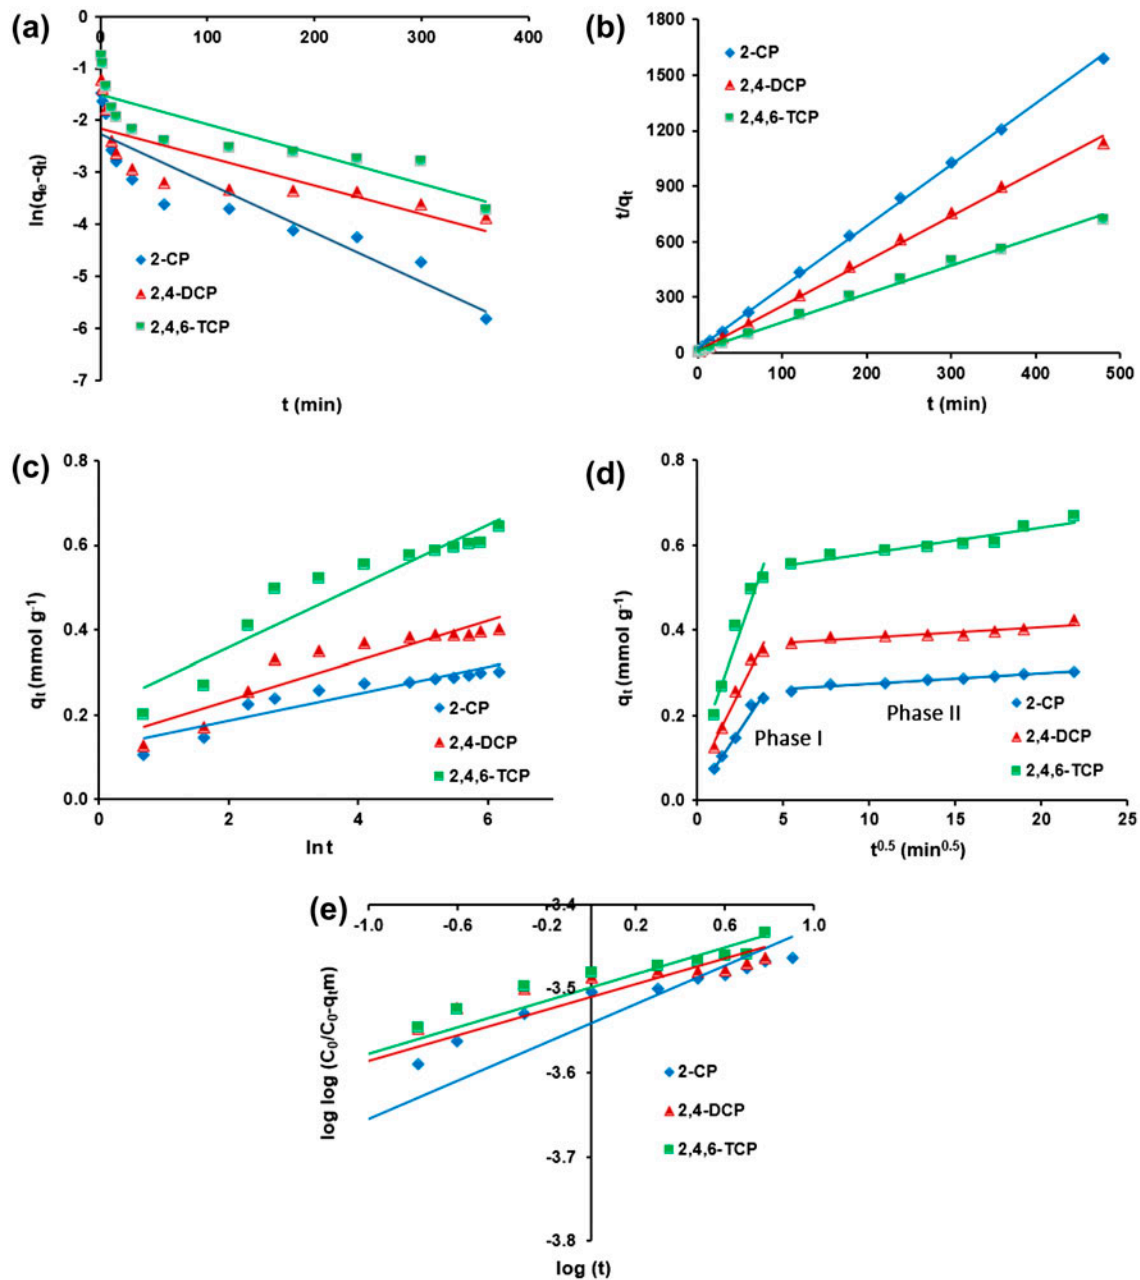 (a)
0
100
200
300
400
0
-1
-2
-3
-4
-5
-6
-7
ln(qₑ-qₜ)
t (min)
2-CP
2,4-DCP
2,4,6-TCP
(b)
1800
1500
1200
900
600
300
0
0
100
200
300
400
500
t/qₜ
t (min)
2-CP
2,4-DCP
2,4,6-TCP
(c)
0.8
0.6
0.4
0.2
0.0
0
2
4
6
qₜ (mmol g⁻¹)
ln t
2-CP
2,4-DCP
2,4,6-TCP
(d)
0.8
0.6
0.4
0.2
0.0
0
5
10
15
20
25
qₜ (mmol g⁻¹)
t⁰·⁵ (min⁰·⁵)
Phase I
Phase II
2-CP
2,4-DCP
2,4,6-TCP
(e)
-3.4
-1.0
-0.6
-0.2
0.2
0.6
1.0
-3.5
-3.6
-3.7
-3.8
log log (C₀/C₀-qₜm)
log (t)
2-CP
2,4-DCP
2,4,6-TCP